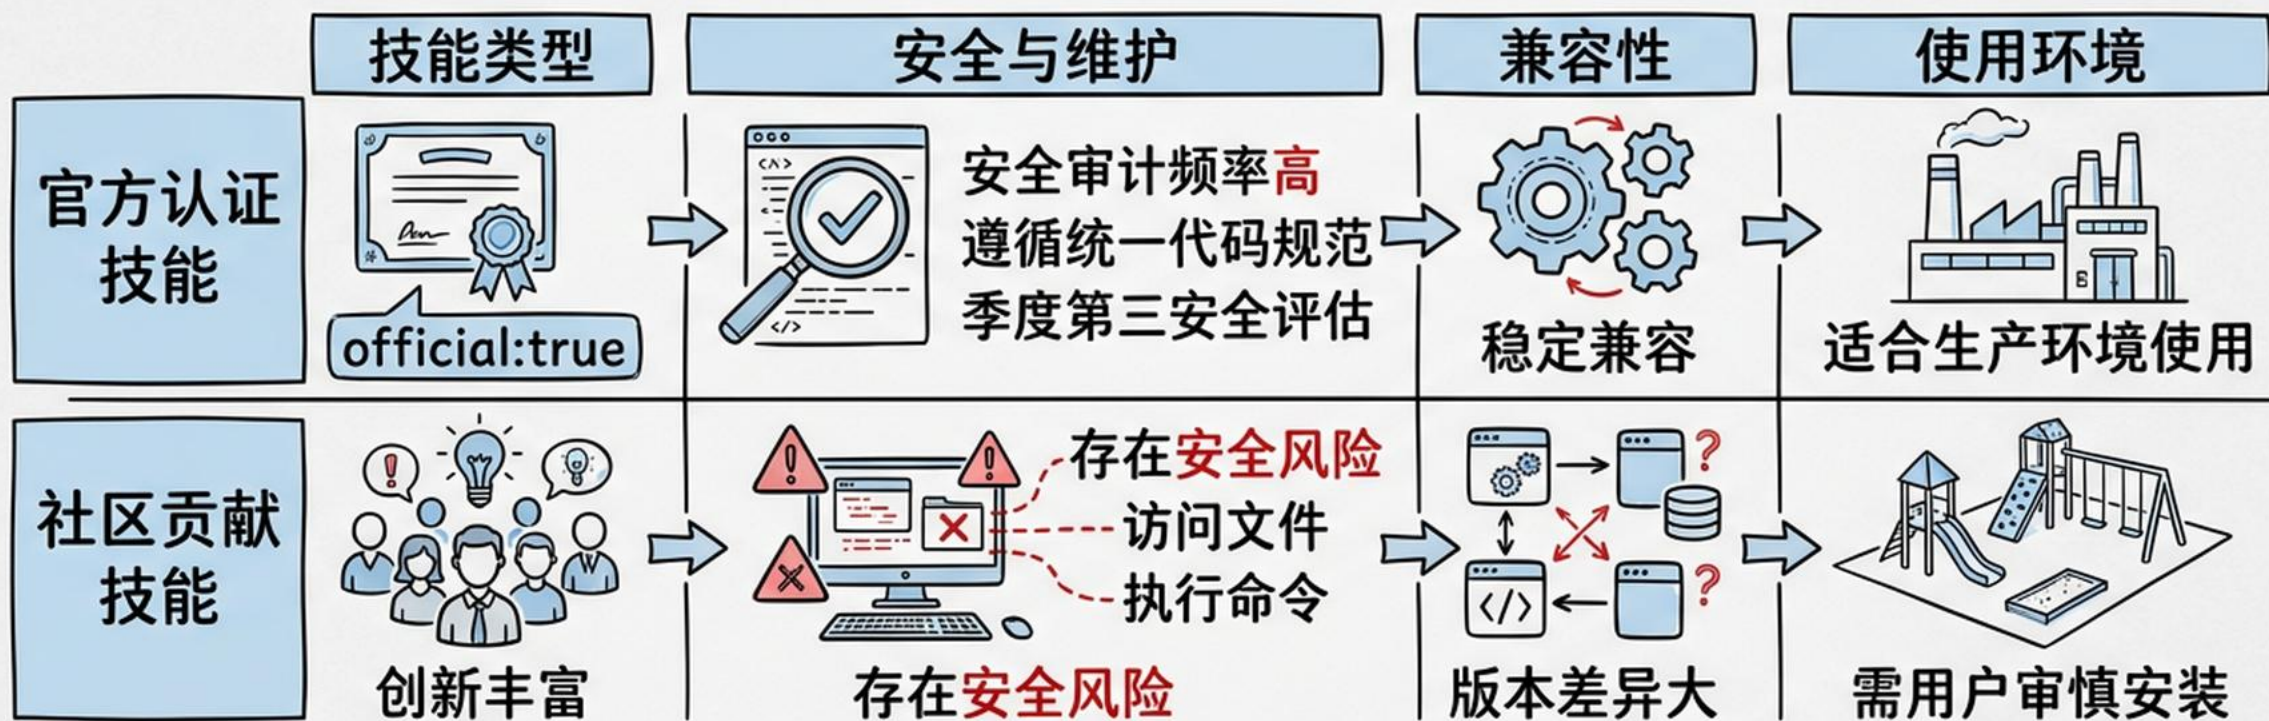 技能类型
安全与维护
兼容性
使用环境
官方认证
技能
official:true
安全审计频率高
遵循统一代码规范
季度第三安全评估
稳定兼容
适合生产环境使用
社区贡献
技能
创新丰富
存在安全风险
访问文件
执行命令
存在安全风险
版本差异大
需用户审慎安装